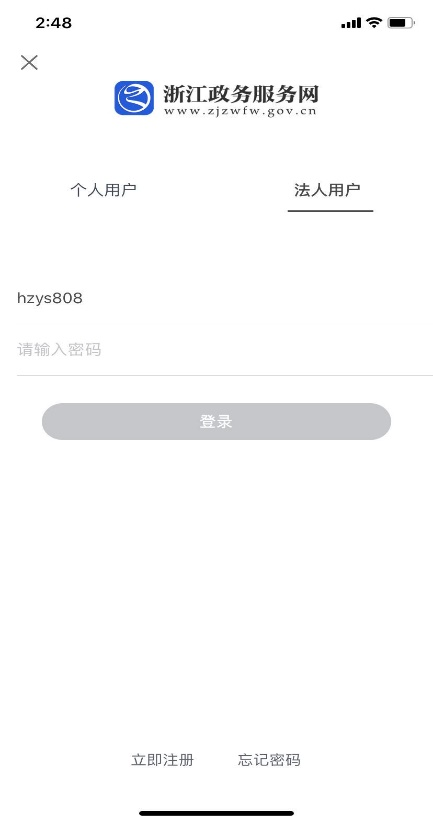 2:48
浙江政务服务网
www.zjzwfw.gov.cn
个人用户
法人用户
hzys808
请输入密码
登录
立即注册
忘记密码